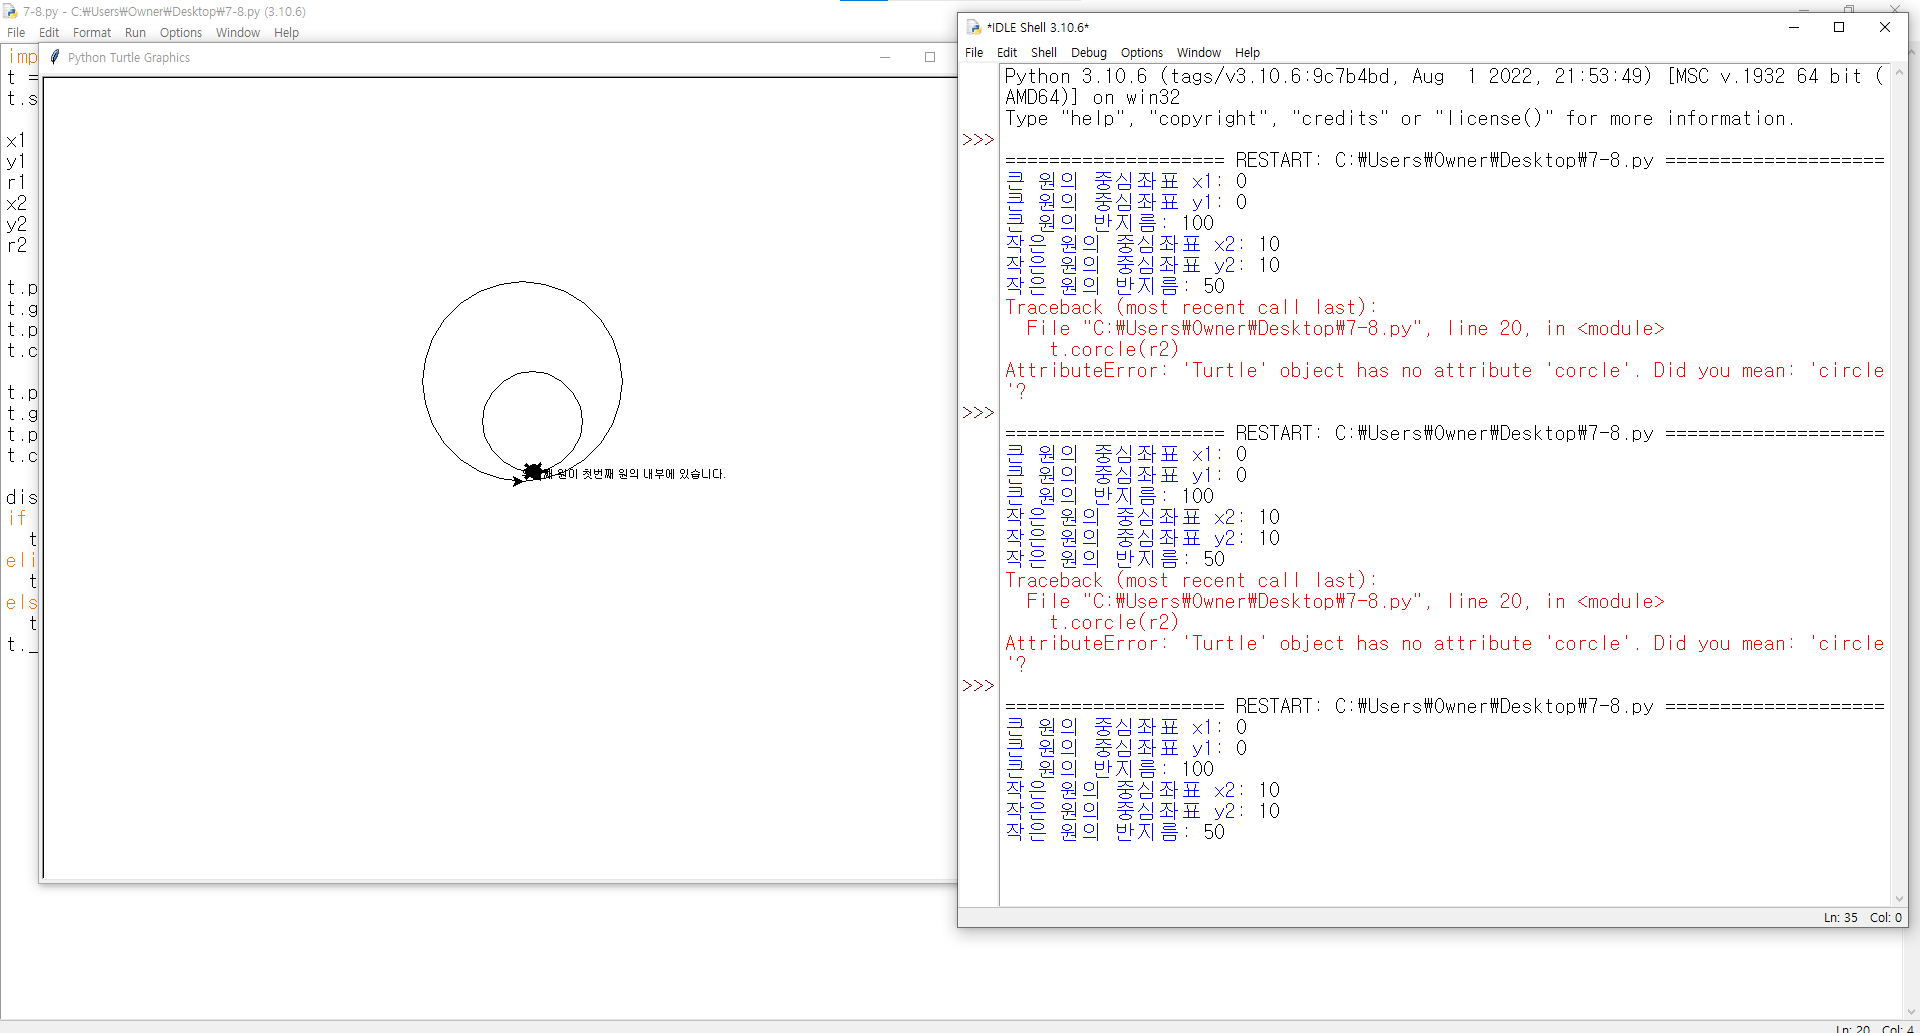 7-8.py - C:₩Users₩Owner₩Desktop₩7-8.py (3.10.6)
File Edit Format Run Options Window Help
imp
t =
t.s
x1
y1
r1
x2
y2
r2
t.p
t.g
t.p
t.c
t.p
t.g
t.p
t.c
dis
if
t
eli
t
els
t
t._
Ln: 20 Col: 4
Python Turtle Graphics
원이 첫번째 원의 내부에 있습니다.
*IDLE Shell 3.10.6*
File Edit Shell Debug Options Window Help
Python 3.10.6 (tags/v3.10.6:9c7b4bd, Aug  1 2022, 21:53:49) [MSC v.1932 64 bit (
AMD64)] on win32
Type "help", "copyright", "credits" or "license()" for more information.
>>>
==================== RESTART: C:₩Users₩Owner₩Desktop₩7-8.py ====================
큰 원의 중심좌표 x1: 0
큰 원의 중심좌표 y1: 0
큰 원의 반지름: 100
작은 원의 중심좌표 x2: 10
작은 원의 중심좌표 y2: 10
작은 원의 반지름: 50
Traceback (most recent call last):
File "C:₩Users₩Owner₩Desktop₩7-8.py", line 20, in <module>
t.corcle(r2)
AttributeError: 'Turtle' object has no attribute 'corcle'. Did you mean: 'circle
'?
>>>
==================== RESTART: C:₩Users₩Owner₩Desktop₩7-8.py ====================
큰 원의 중심좌표 x1: 0
큰 원의 중심좌표 y1: 0
큰 원의 반지름: 100
작은 원의 중심좌표 x2: 10
작은 원의 중심좌표 y2: 10
작은 원의 반지름: 50
Traceback (most recent call last):
File "C:₩Users₩Owner₩Desktop₩7-8.py", line 20, in <module>
t.corcle(r2)
AttributeError: 'Turtle' object has no attribute 'corcle'. Did you mean: 'circle
'?
>>>
==================== RESTART: C:₩Users₩Owner₩Desktop₩7-8.py ====================
큰 원의 중심좌표 x1: 0
큰 원의 중심좌표 y1: 0
큰 원의 반지름: 100
작은 원의 중심좌표 x2: 10
작은 원의 중심좌표 y2: 10
작은 원의 반지름: 50
Ln: 35 Col: 0